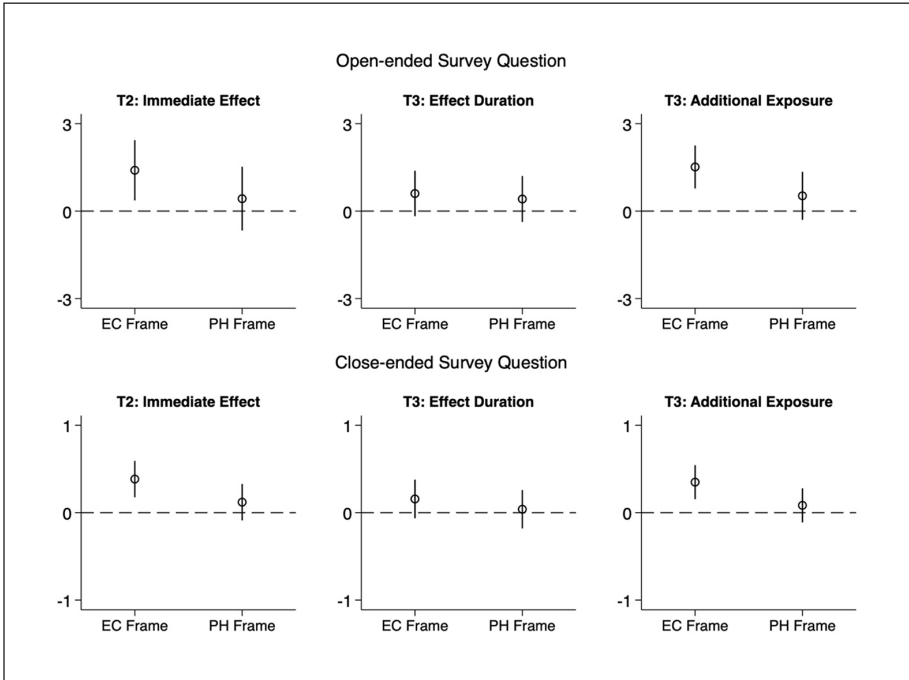 Open-ended Survey Question
T2: Immediate Effect
T3: Effect Duration
T3: Additional Exposure
3
0
-3
EC Frame
PH Frame
3
0
-3
EC Frame
PH Frame
3
0
-3
EC Frame
PH Frame
Close-ended Survey Question
T2: Immediate Effect
T3: Effect Duration
T3: Additional Exposure
1
0
-1
EC Frame
PH Frame
1
0
-1
EC Frame
PH Frame
1
0
-1
EC Frame
PH Frame